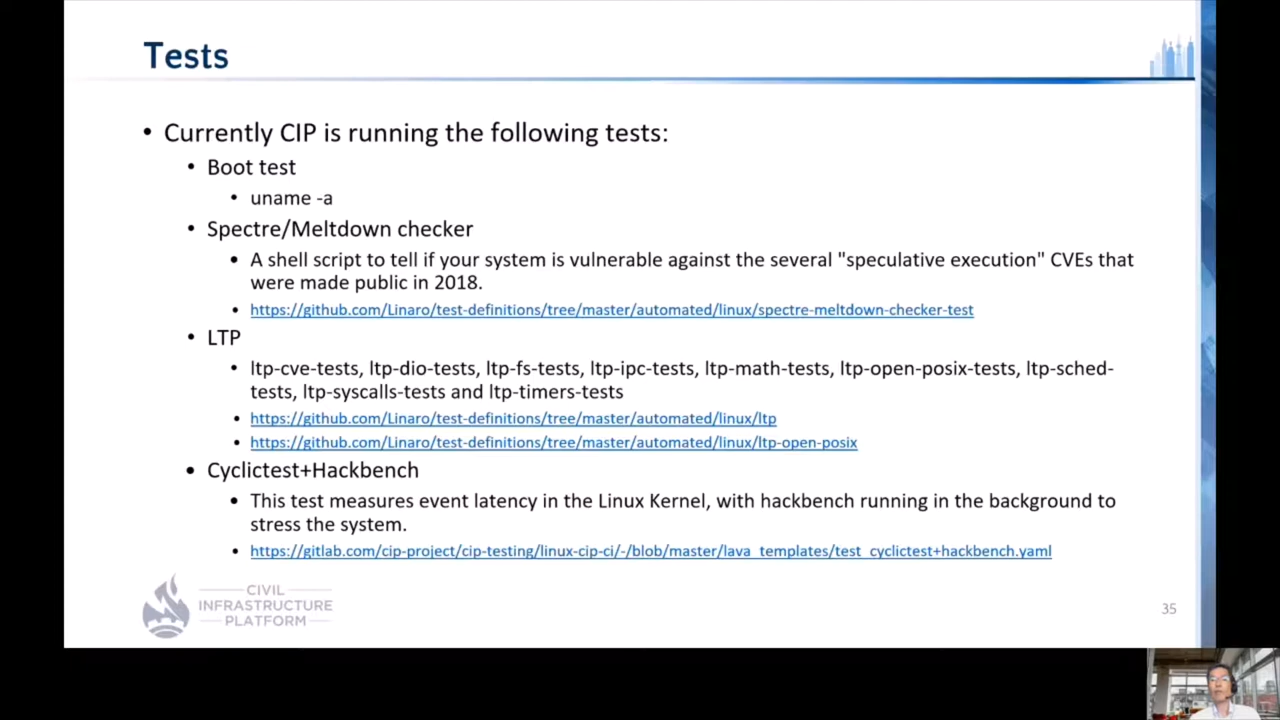 Tests
• Currently CIP is running the following tests:
• Boot test
• uname -a
• Spectre/Meltdown checker
• A shell script to tell if your system is vulnerable against the several "speculative execution" CVEs that
were made public in 2018.
• https://github.com/Linaro/test-definitions/tree/master/automated/linux/spectre-meltdown-checker-test
• LTP
• ltp-cve-tests, ltp-dio-tests, ltp-fs-tests, ltp-ipc-tests, ltp-math-tests, ltp-open-posix-tests, ltp-sched-
tests, ltp-syscalls-tests and ltp-timers-tests
• https://github.com/Linaro/test-definitions/tree/master/automated/linux/ltp
• https://github.com/Linaro/test-definitions/tree/master/automated/linux/ltp-open-posix
• Cyclictest+Hackbench
• This test measures event latency in the Linux Kernel, with hackbench running in the background to
stress the system.
• https://gitlab.com/cip-project/cip-testing/linux-cip-ci/-/blob/master/lava_templates/test_cyclictest+hackbench.yaml
CIVIL
INFRASTRUCTURE
PLATFORM
35